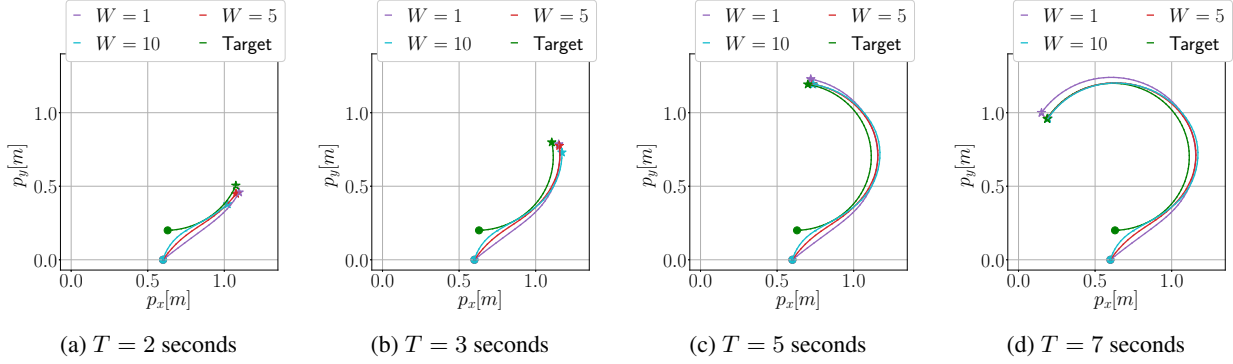 W = 1 W = 5
W = 10 Target
1.0
0.5
0.0
p_y[m]
0.0 0.5 1.0
p_x[m]
(a) T = 2 seconds
W = 1 W = 5
W = 10 Target
1.0
0.5
0.0
p_y[m]
0.0 0.5 1.0
p_x[m]
(b) T = 3 seconds
W = 1 W = 5
W = 10 Target
1.0
0.5
0.0
p_y[m]
0.0 0.5 1.0
p_x[m]
(c) T = 5 seconds
W = 1 W = 5
W = 10 Target
1.0
0.5
0.0
p_y[m]
0.0 0.5 1.0
p_x[m]
(d) T = 7 seconds